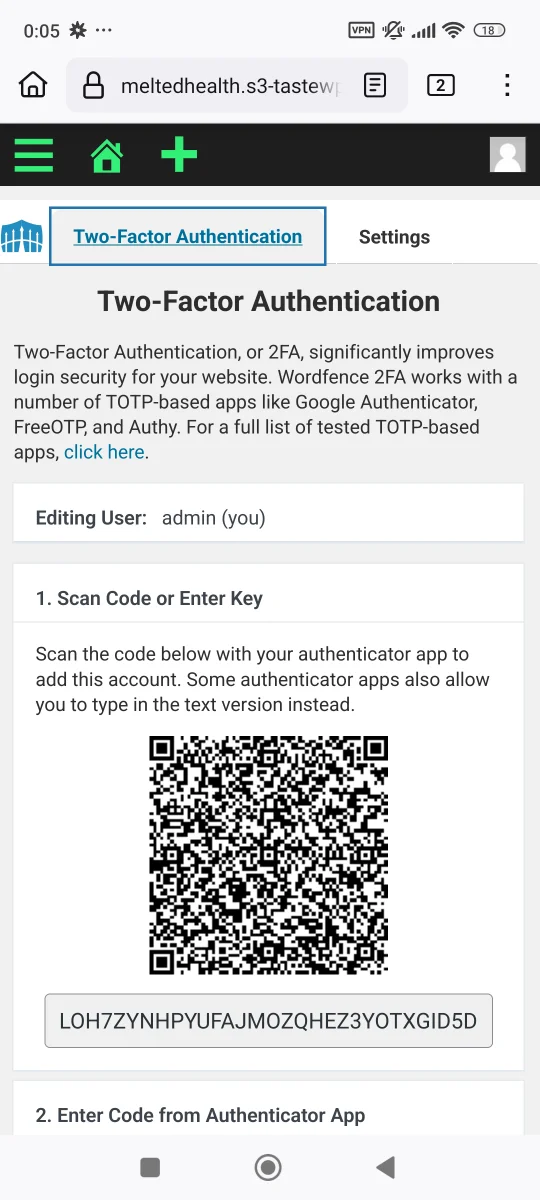 0:05
VPN
18
meltedhealth.s3-tastewp
2
Two-Factor Authentication
Settings
Two-Factor Authentication
Two-Factor Authentication, or 2FA, significantly improves
login security for your website. Wordfence 2FA works with a
number of TOTP-based apps like Google Authenticator,
FreeOTP, and Authy. For a full list of tested TOTP-based
apps, click here.
Editing User: admin (you)
1. Scan Code or Enter Key
Scan the code below with your authenticator app to
add this account. Some authenticator apps also allow
you to type in the text version instead.
LOH7ZYNHPYUFAJMOZQHEZ3YOTXGID5D
2. Enter Code from Authenticator App